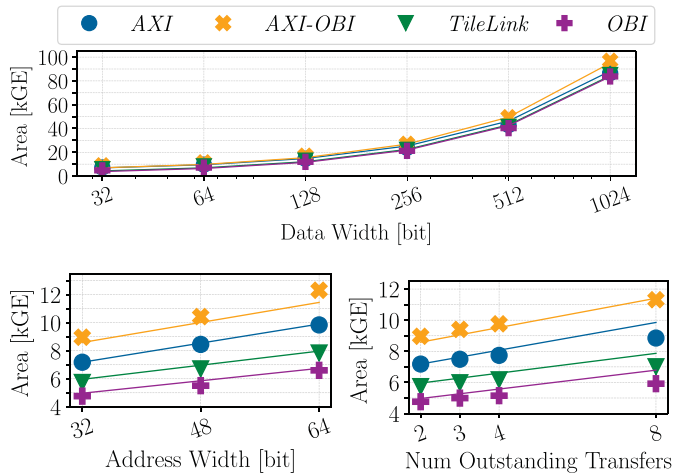 AXI AXI-OBI TileLink OBI
100
80
60
40
20
0
Area [kGE]
32 64 128 256 512 1024
Data Width [bit]
12
10
8
6
4
Area [kGE]
32 48 64
Address Width [bit]
12
10
8
6
4
Area [kGE]
2 3 4 8
Num Outstanding Transfers